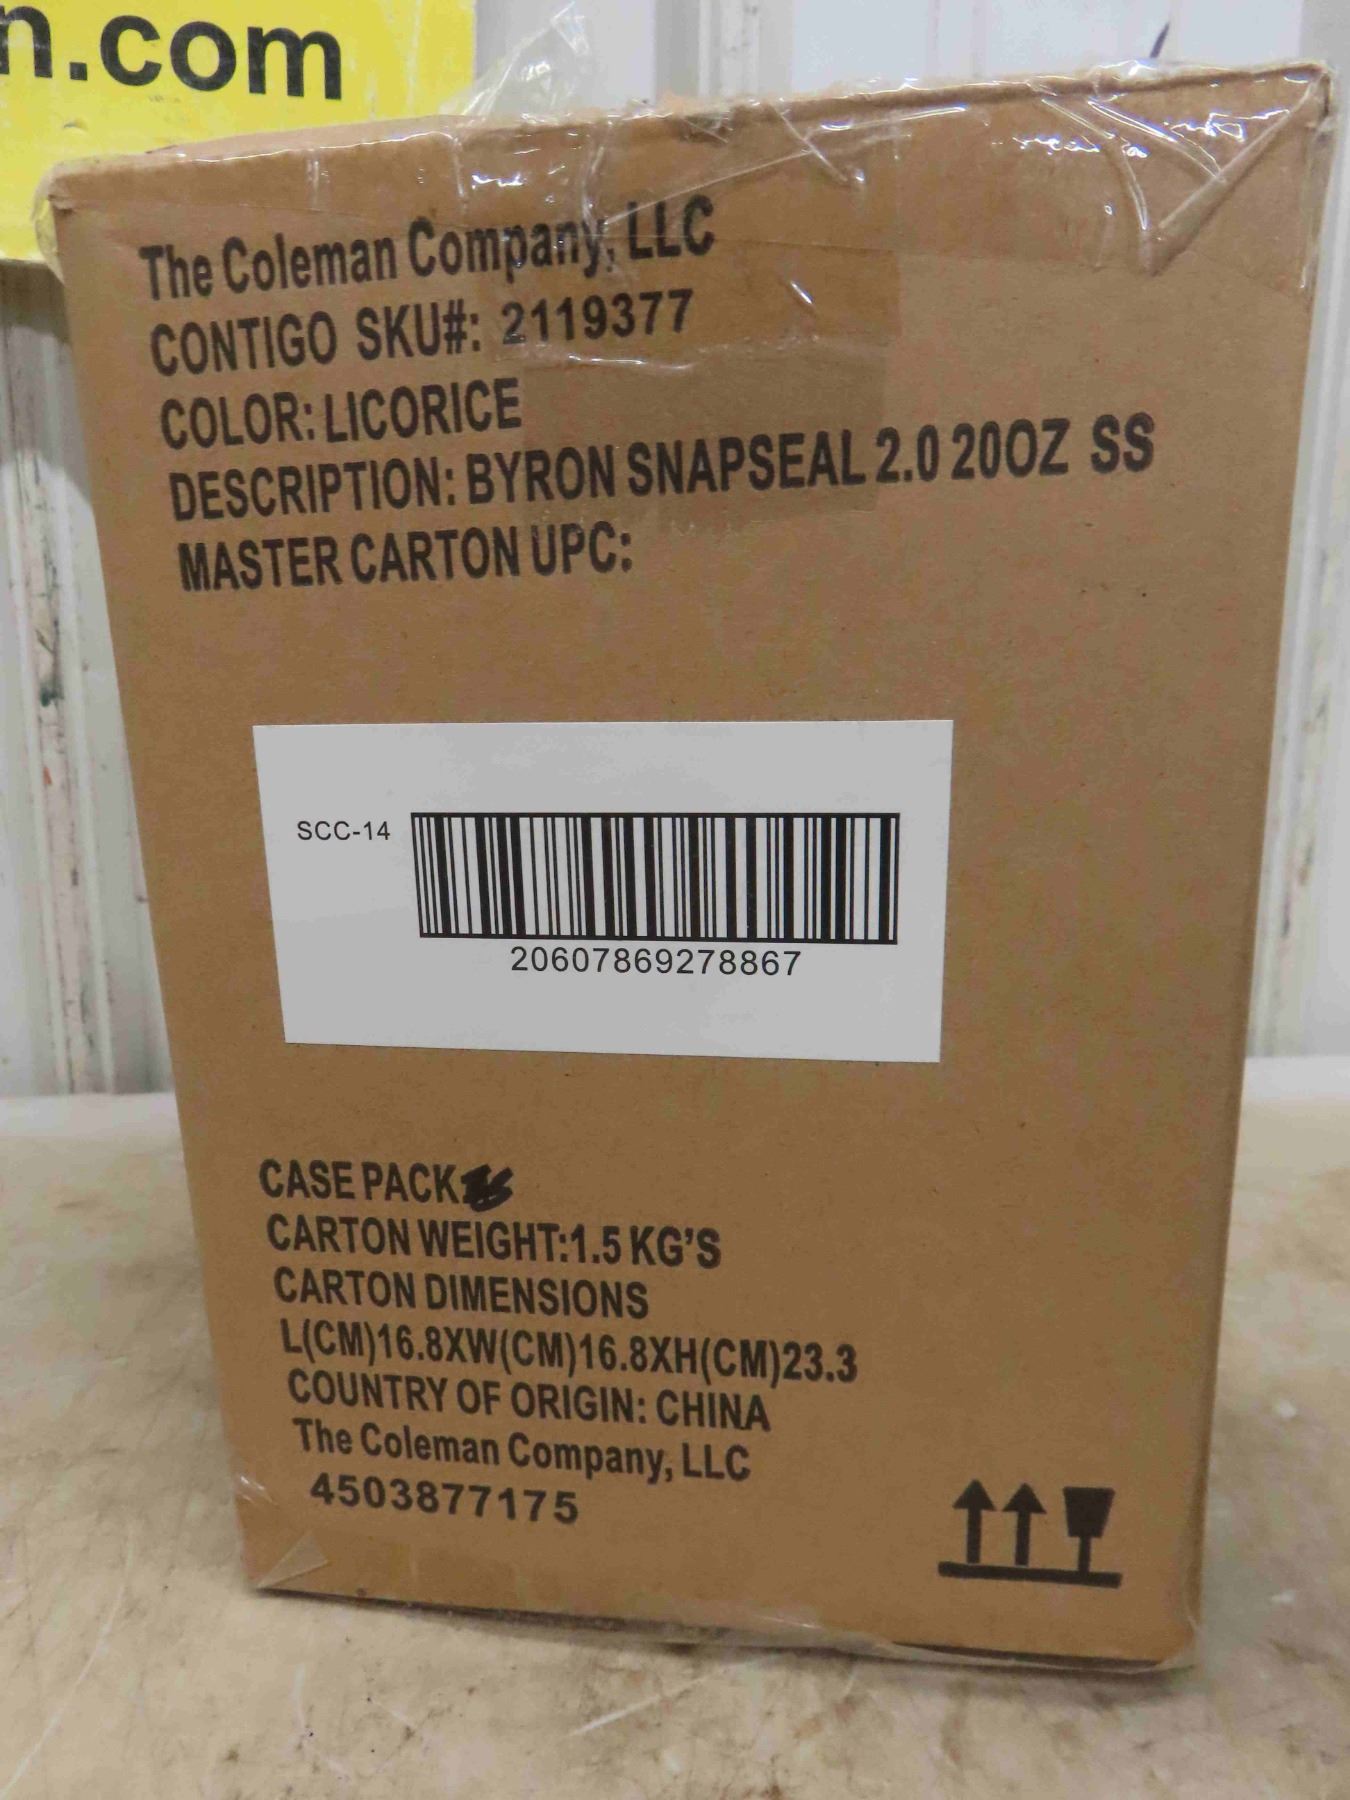 n.com
The Coleman Company, LLC
CONTIGO SKU#: 2119377
COLOR: LICORICE
DESCRIPTION: BYRON SNAPSEAL 2.0 20OZ SS
MASTER CARTON UPC:
SCC-14
20607869278867
CASE PACK
CARTON WEIGHT:1.5 KG'S
CARTON DIMENSIONS
L(CM)16.8XW(CM)16.8XH(CM)23.3
COUNTRY OF ORIGIN: CHINA
The Coleman Company, LLC
4503877175